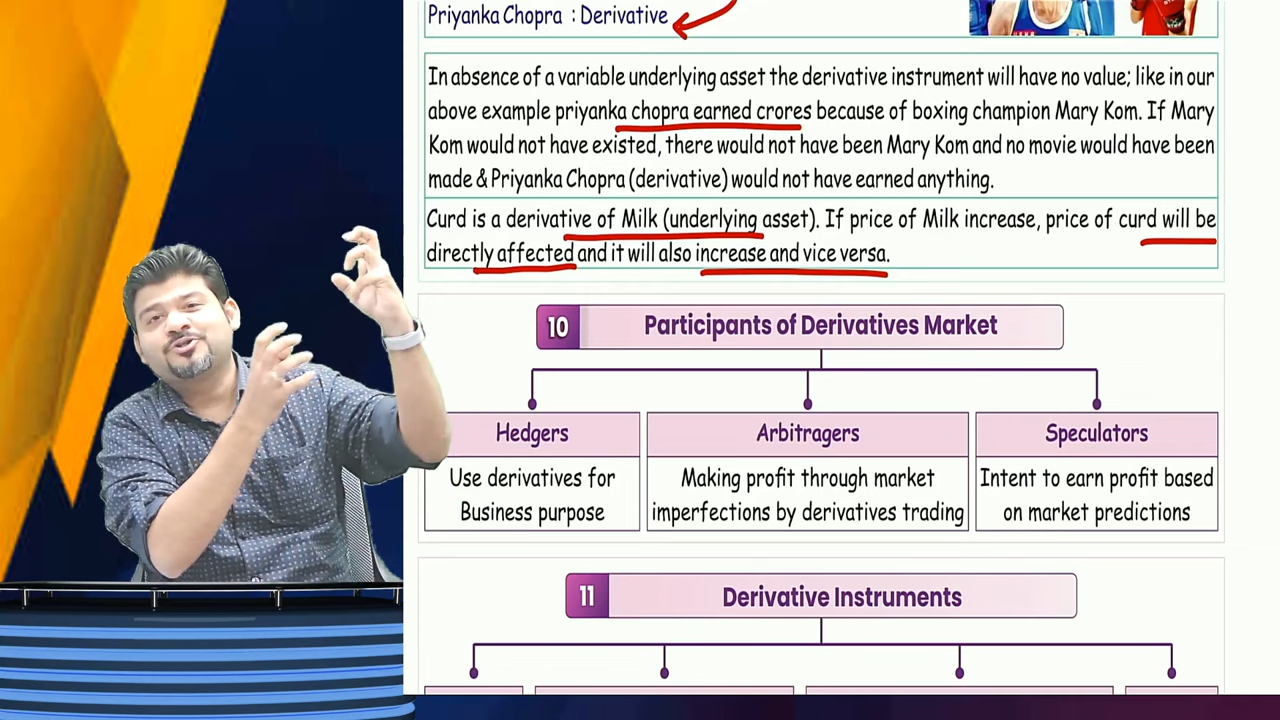 Priyanka Chopra : Derivative
In absence of a variable underlying asset the derivative instrument will have no value; like in our
above example priyanka chopra earned crores because of boxing champion Mary Kom. If Mary
Kom would not have existed, there would not have been Mary Kom and no movie would have been
made & Priyanka Chopra (derivative) would not have earned anything.
Curd is a derivative of Milk (underlying asset). If price of Milk increase, price of curd will be
directly affected and it will also increase and vice versa.
10 Participants of Derivatives Market
Hedgers
Use derivatives for
Business purpose
Arbitragers
Making profit through market
imperfections by derivatives trading
Speculators
Intent to earn profit based
on market predictions
11 Derivative Instruments